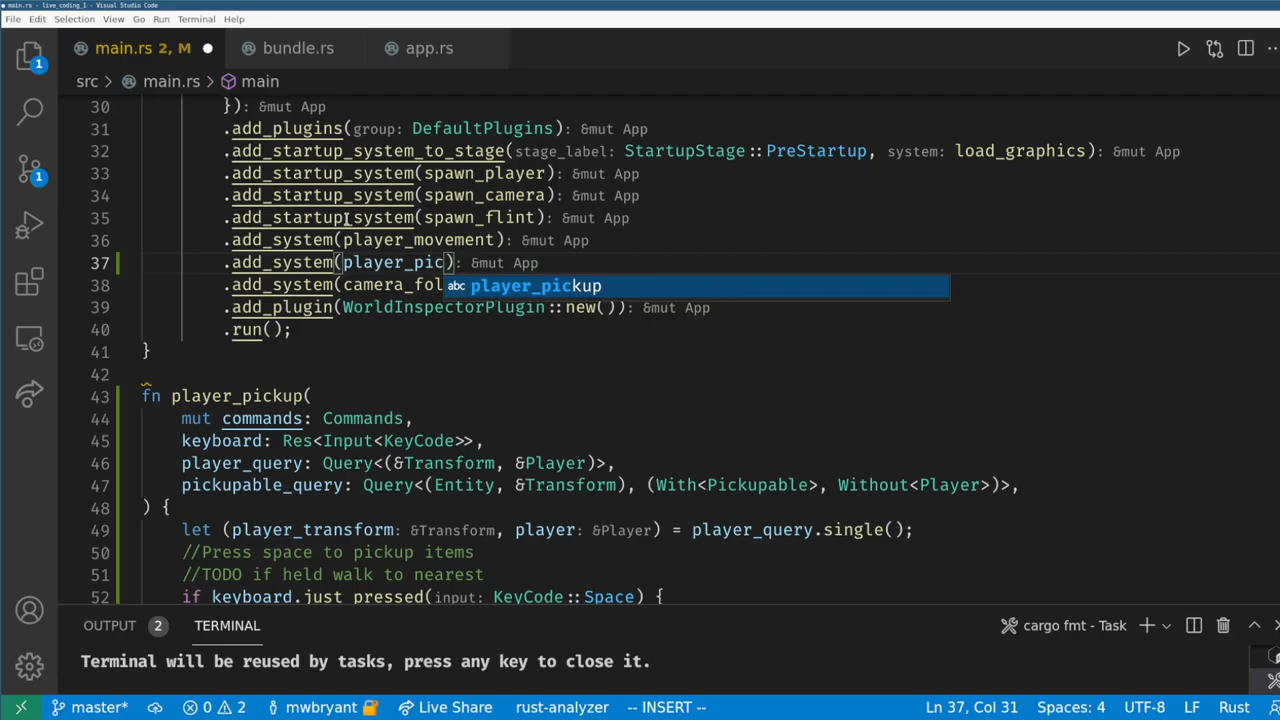 main.rs - live_coding_1 - Visual Studio Code
File Edit Selection View Go Run Terminal Help
main.rs 2, M bundle.rs app.rs
src > main.rs > main
30 }): &mut App
31 .add_plugins(group: DefaultPlugins): &mut App
32 .add_startup_system_to_stage(stage_label: StartupStage::PreStartup, system: load_graphics): &mut App
33 .add_startup_system(spawn_player): &mut App
34 .add_startup_system(spawn_camera): &mut App
35 .add_startup_system(spawn_flint): &mut App
36 .add_system(player_movement): &mut App
37 .add_system(player_pic): &mut App
38 .add_system(camera_fol abc player_pickup
39 .add_plugin(WorldInspectorPlugin::new()): &mut App
40 .run();
41 }
42
43 fn player_pickup(
44 mut commands: Commands,
45 keyboard: Res<Input<KeyCode>>,
46 player_query: Query<(&Transform, &Player)>,
47 pickupable_query: Query<(Entity, &Transform), (With<Pickupable>, Without<Player>)>,
48 ) {
49 let (player_transform: &Transform, player: &Player) = player_query.single();
50 //Press space to pickup items
51 //TODO if held walk to nearest
52 if keyboard.just_pressed(input: KeyCode::Space) {
OUTPUT 2 TERMINAL cargo fmt - Task
Terminal will be reused by tasks, press any key to close it.
master* 0 2 mwbryant Live Share rust-analyzer -- INSERT -- Ln 37, Col 31 Spaces: 4 UTF-8 LF Rust
1
1